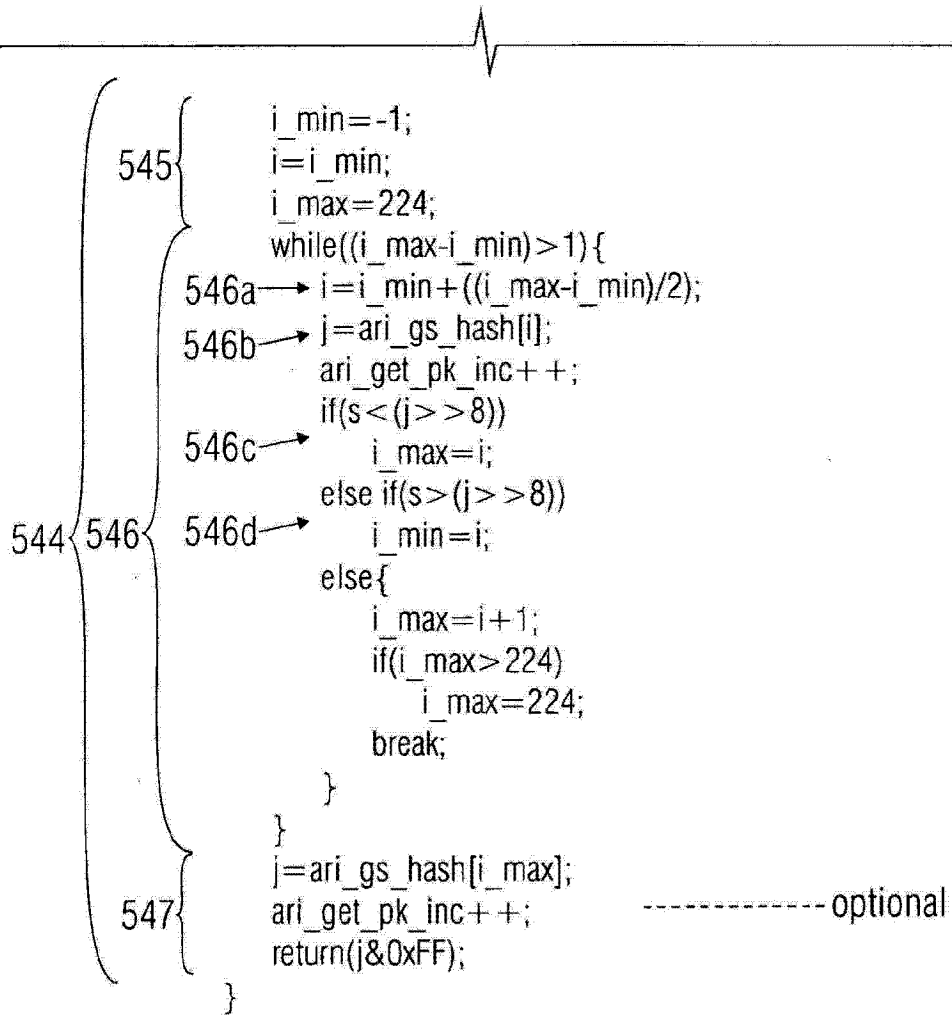 i_min=-1;
545 i=i_min;
i_max=224;
while((i_max-i_min)>1){
546a i=i_min+((i_max-i_min)/2);
546b j=ari_gs_hash[i];
ari_get_pk_inc++;
if(s<(j>>8))
546c i_max=i;
else if(s>(j>>8))
544 546 546d i_min=i;
else{
i_max=i+1;
if(i_max>224)
i_max=224;
break;
}
}
j=ari_gs_hash[i_max];
547 ari_get_pk_inc++; ------------optional
return(j&0xFF);
}